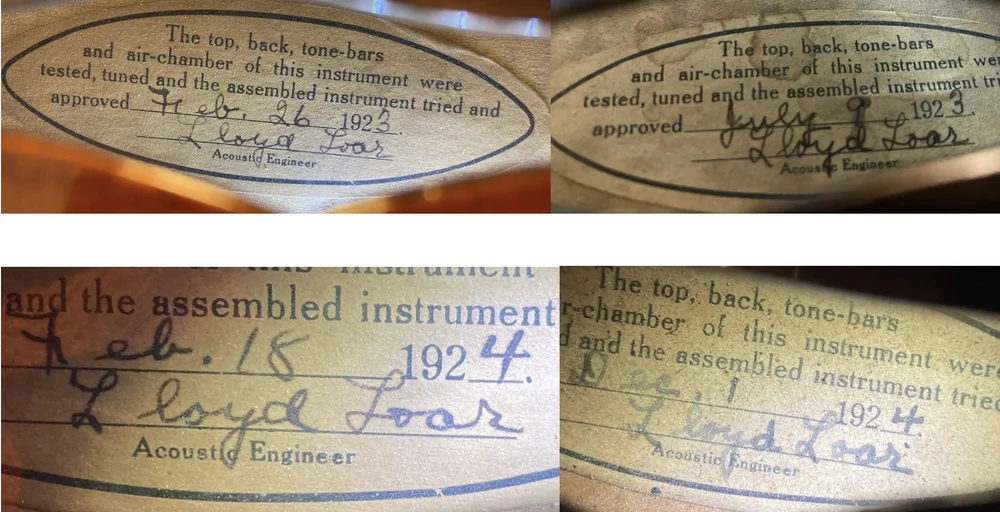 The top, back, tone-bars
and air-chamber of this instrument were
tested, tuned and the assembled instrument tried and
approved Feb. 26 1923.
Lloyd Loar
Acoustic Engineer
The top, back, tone-bars
and air-chamber of this instrument
tested, tuned and the assembled instrument
approved July 9 1923.
Lloyd Loar
Acoustic Engineer
this instrument
and the assembled instrument
Feb. 18 1924.
Lloyd Loar
Acoustic Engineer
The top, back, tone-bars
r-chamber of this instrument were
and the assembled instrument tried
Dec. 1 1924.
Lloyd Loar
Acoustic Engineer